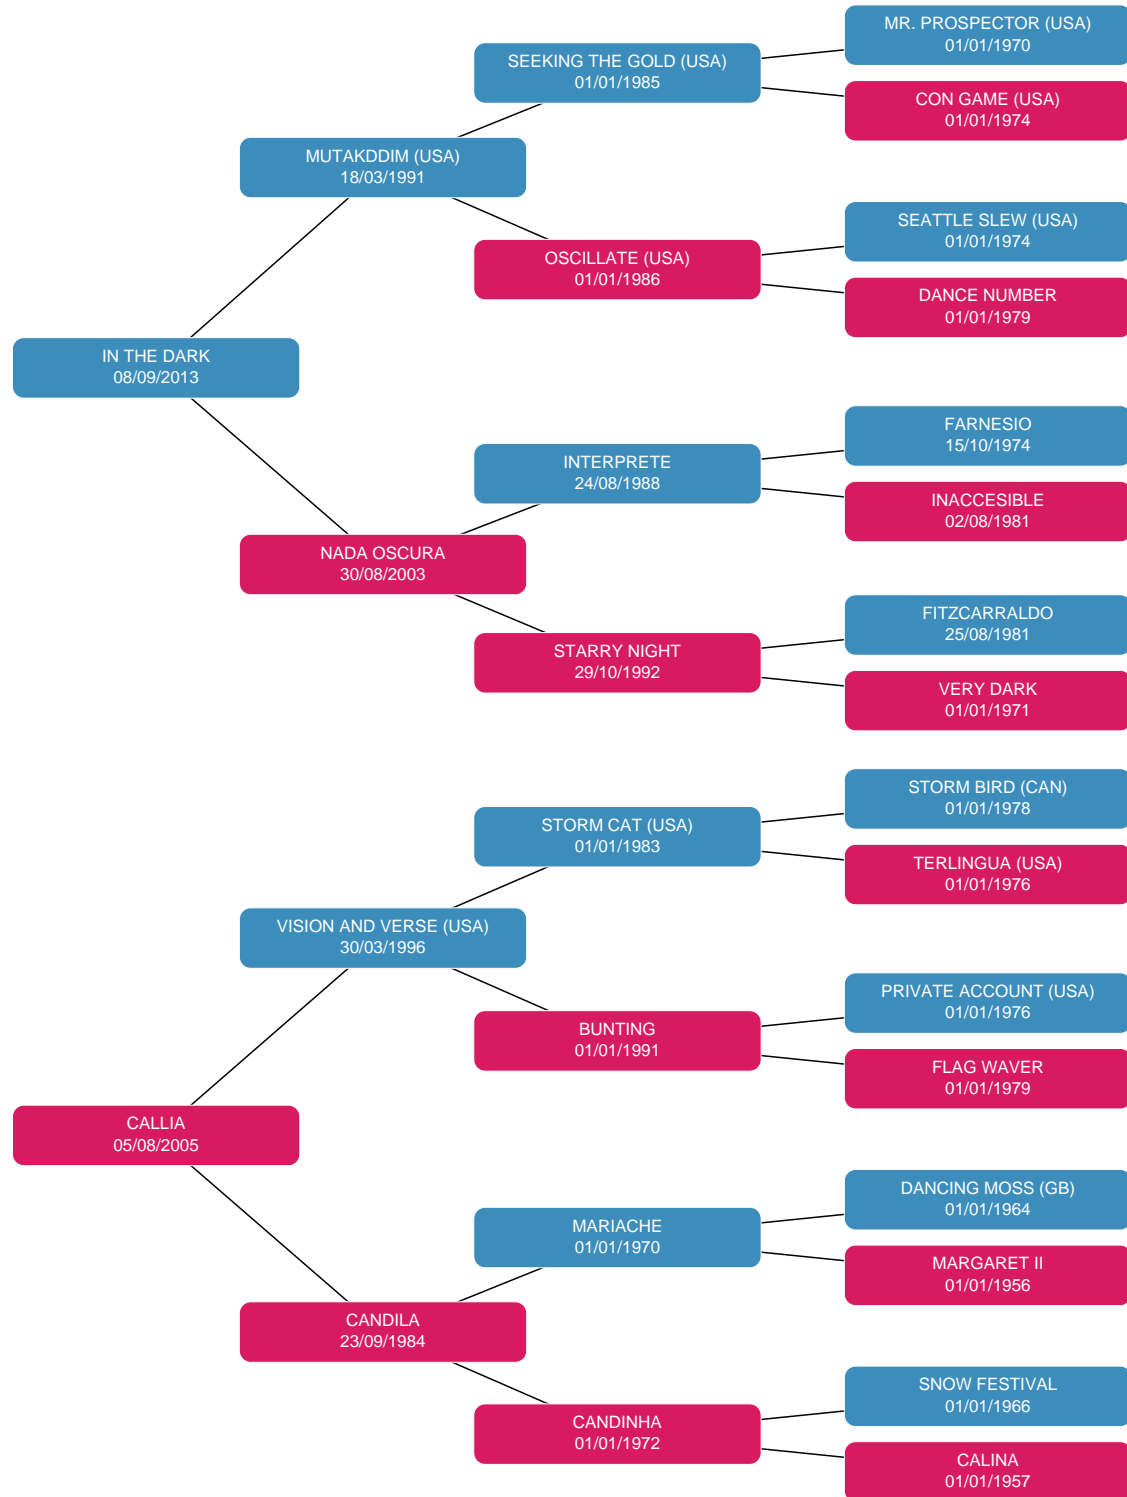 MR. PROSPECTOR (USA)
01/01/1970
SEEKING THE GOLD (USA)
01/01/1985
CON GAME (USA)
01/01/1974
MUTAKDDIM (USA)
18/03/1991
SEATTLE SLEW (USA)
01/01/1974
OSCILLATE (USA)
01/01/1986
DANCE NUMBER
01/01/1979
IN THE DARK
08/09/2013
FARNESIO
15/10/1974
INTERPRETE
24/08/1988
INACCESIBLE
02/08/1981
NADA OSCURA
30/08/2003
FITZCARRALDO
25/08/1981
STARRY NIGHT
29/10/1992
VERY DARK
01/01/1971
STORM BIRD (CAN)
01/01/1978
STORM CAT (USA)
01/01/1983
TERLINGUA (USA)
01/01/1976
VISION AND VERSE (USA)
30/03/1996
PRIVATE ACCOUNT (USA)
01/01/1976
BUNTING
01/01/1991
FLAG WAVER
01/01/1979
CALLIA
05/08/2005
DANCING MOSS (GB)
01/01/1964
MARIACHE
01/01/1970
MARGARET II
01/01/1956
CANDILA
23/09/1984
SNOW FESTIVAL
01/01/1966
CANDINHA
01/01/1972
CALINA
01/01/1957